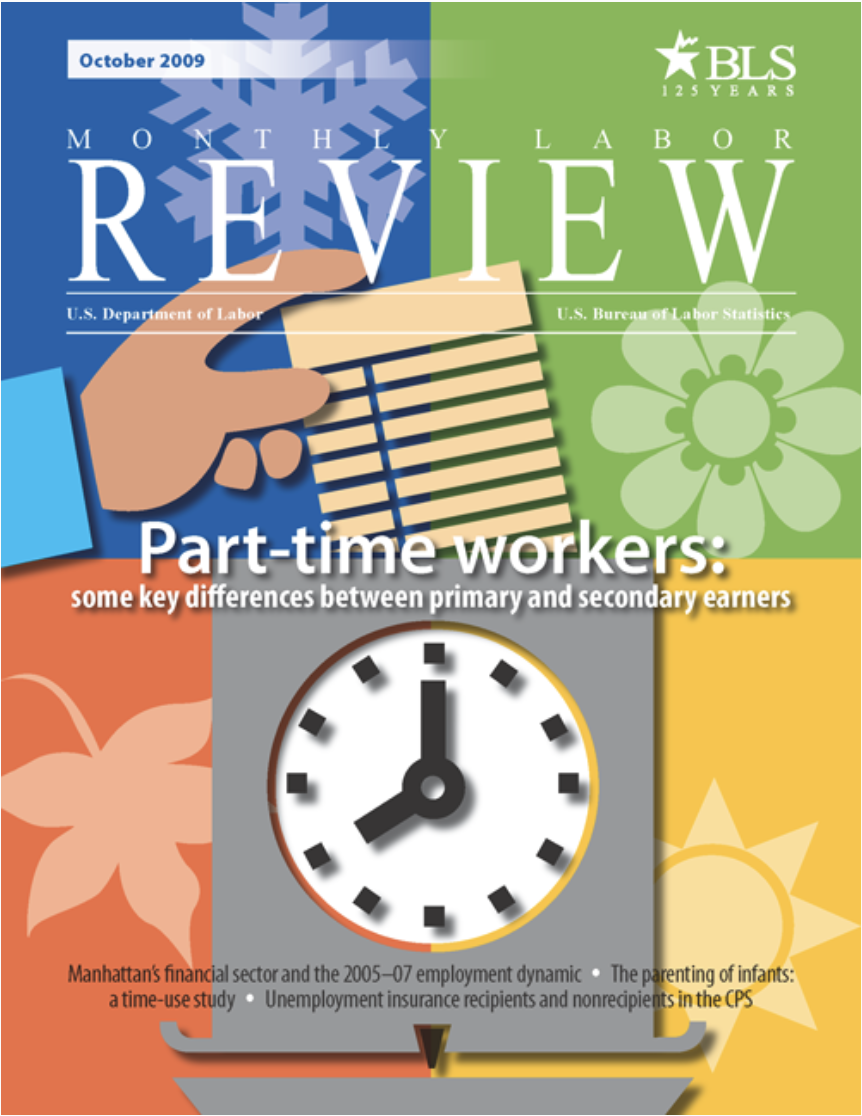 October 2009
BLS
125 YEARS
MONTHLY LABOR
REVIEW
U.S. Department of Labor
U.S. Bureau of Labor Statistics
Part-time workers:
some key differences between primary and secondary earners
Manhattan's financial sector and the 2005–07 employment dynamic • The parenting of infants:
a time-use study • Unemployment insurance recipients and nonrecipients in the CPS